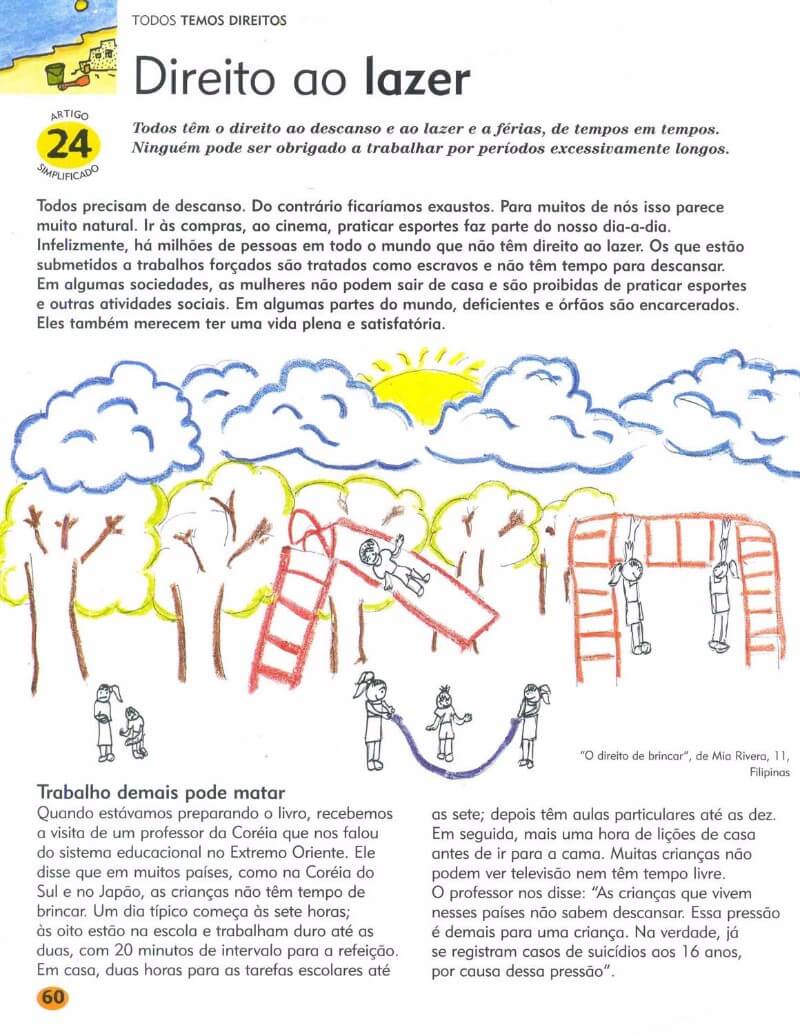 TODOS TEMOS DIREITOS
Direito ao lazer
ARTIGO
24
SIMPLIFICADO
Todos têm o direito ao descanso e ao lazer e a férias, de tempos em tempos.
Ninguém pode ser obrigado a trabalhar por períodos excessivamente longos.
Todos precisam de descanso. Do contrário ficaríamos exaustos. Para muitos de nós isso parece
muito natural. Ir às compras, ao cinema, praticar esportes faz parte do nosso dia-a-dia.
Infelizmente, há milhões de pessoas em todo o mundo que não têm direito ao lazer. Os que estão
submetidos a trabalhos forçados são tratados como escravos e não têm tempo para descansar.
Em algumas sociedades, as mulheres não podem sair de casa e são proibidas de praticar esportes
e outras atividades sociais. Em algumas partes do mundo, deficientes e órfãos são encarcerados.
Eles também merecem ter uma vida plena e satisfatória.
"O direito de brincar", de Mia Rivera, 11,
Filipinas
Trabalho demais pode matar
Quando estávamos preparando o livro, recebemos
a visita de um professor da Coréia que nos falou
do sistema educacional no Extremo Oriente. Ele
disse que em muitos países, como na Coréia do
Sul e no Japão, as crianças não têm tempo de
brincar. Um dia típico começa às sete horas;
às oito estão na escola e trabalham duro até as
duas, com 20 minutos de intervalo para a refeição.
Em casa, duas horas para as tarefas escolares até
as sete; depois têm aulas particulares até as dez.
Em seguida, mais uma hora de lições de casa
antes de ir para a cama. Muitas crianças não
podem ver televisão nem têm tempo livre.
O professor nos disse: "As crianças que vivem
nesses países não sabem descansar. Essa pressão
é demais para uma criança. Na verdade, já
se registram casos de suicídios aos 16 anos,
por causa dessa pressão".
60